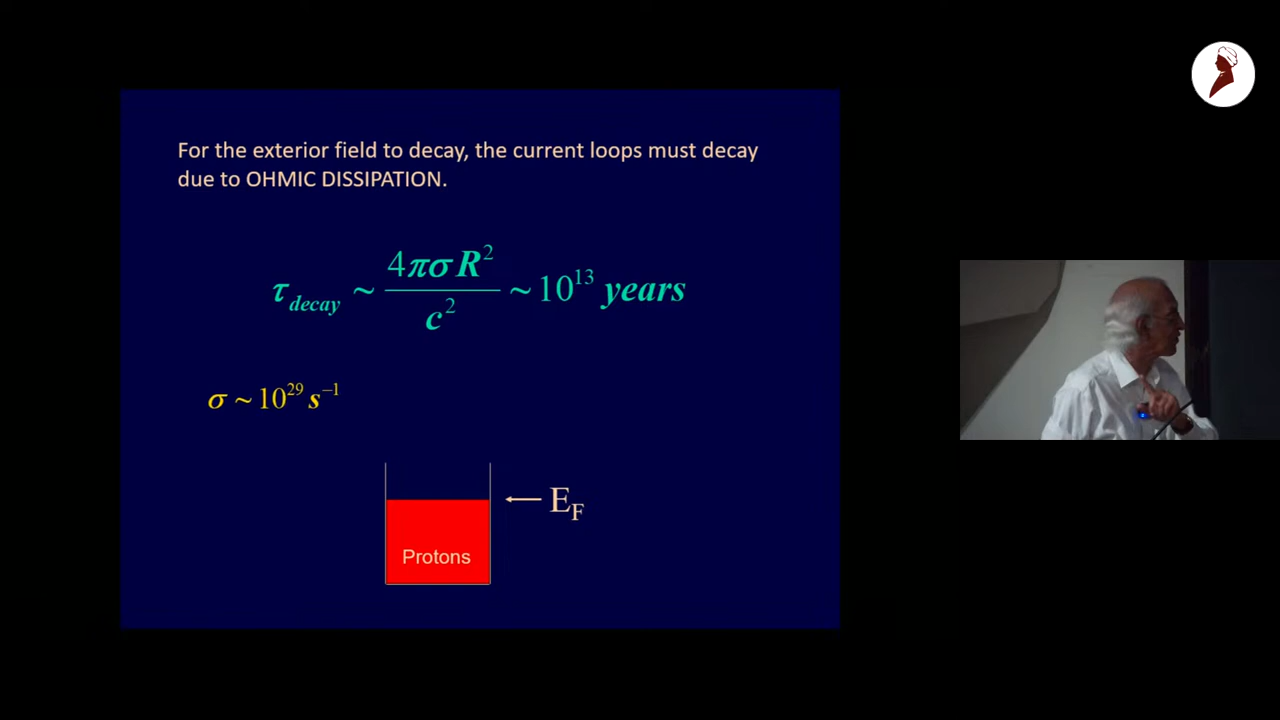 For the exterior field to decay, the current loops must decay
due to OHMIC DISSIPATION.
τ_decay ~ 4πσR² / c² ~ 10¹³ years
σ ~ 10²⁹ s⁻¹
← E_F
Protons